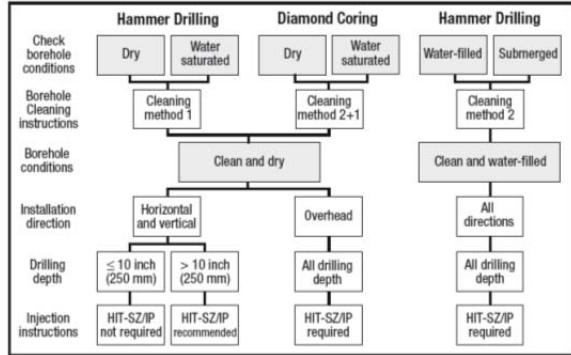 Hammer Drilling Diamond Coring Hammer Drilling
Check
borehole
conditions
Dry
Water
saturated
Dry
Water
saturated
Water-filled
Submerged
Borehole
Cleaning
instructions
Cleaning
method 1
Cleaning
method 2+1
Cleaning
method 2
Borehole
conditions
Clean and dry
Clean and water-filled
Installation
direction
Horizontal
and vertical
Overhead
All
directions
Drilling
depth
≤ 10 inch
(250 mm)
> 10 inch
(250 mm)
All drilling
depth
All drilling
depth
Injection
instructions
HIT-SZ/IP
not required
HIT-SZ/IP
recommended
HIT-SZ/IP
required
HIT-SZ/IP
required